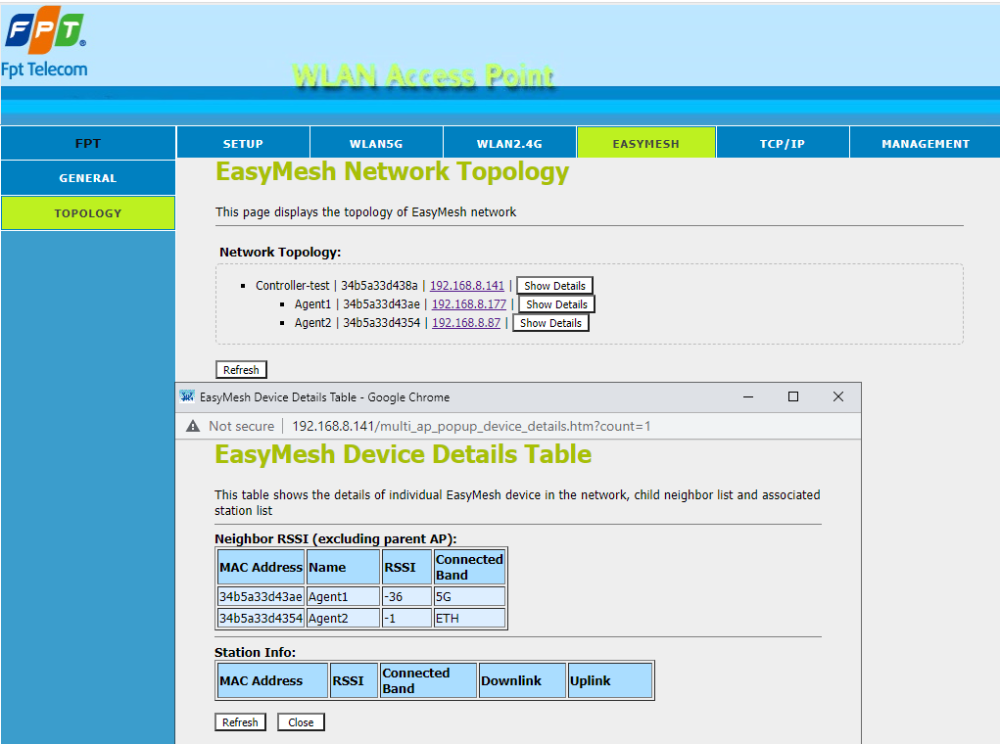 FPT
Fpt Telecom
WLAN Access Point
FPT
SETUP
WLAN5G
WLAN2.4G
EASYMESH
TCP/IP
MANAGEMENT
GENERAL
TOPOLOGY
EasyMesh Network Topology
This page displays the topology of EasyMesh network
Network Topology:
Controller-test | 34b5a33d438a | 192.168.8.141 | Show Details
Agent1 | 34b5a33d43ae | 192.168.8.177 | Show Details
Agent2 | 34b5a33d4354 | 192.168.8.87 | Show Details
Refresh
EasyMesh Device Details Table - Google Chrome
Not secure | 192.168.8.141/multi_ap_popup_device_details.htm?count=1
EasyMesh Device Details Table
This table shows the details of individual EasyMesh device in the network, child neighbor list and associated
station list
Neighbor RSSI (excluding parent AP):
MAC Address Name RSSI Connected Band
34b5a33d43ae Agent1 -36 5G
34b5a33d4354 Agent2 -1 ETH
Station Info:
MAC Address RSSI Connected Band Downlink Uplink
Refresh Close